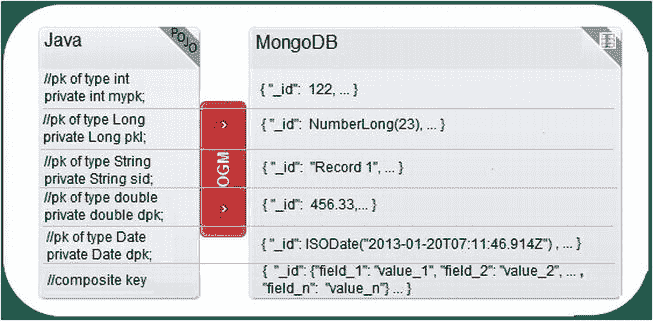 Java
POJO
MongoDB
//pk of type int
private int mypk;
{ "_id": 122, ... }
//pk of type Long
private Long pkl;
{ "_id": NumberLong(23), ... }
OGM
//pk of type String
private String sid;
{ "_id": "Record 1", ... }
//pk of type double
private double dpk;
{ "_id": 456.33,... }
//pk of type Date
private Date dpk;
{ "_id": ISODate("2013-01-20T07:11:46.914Z") , ... }
//composite key
{ "_id": {"field_1": "value_1", "field_2": "value_2", ... ,
"field_n": "value_n"} ... }